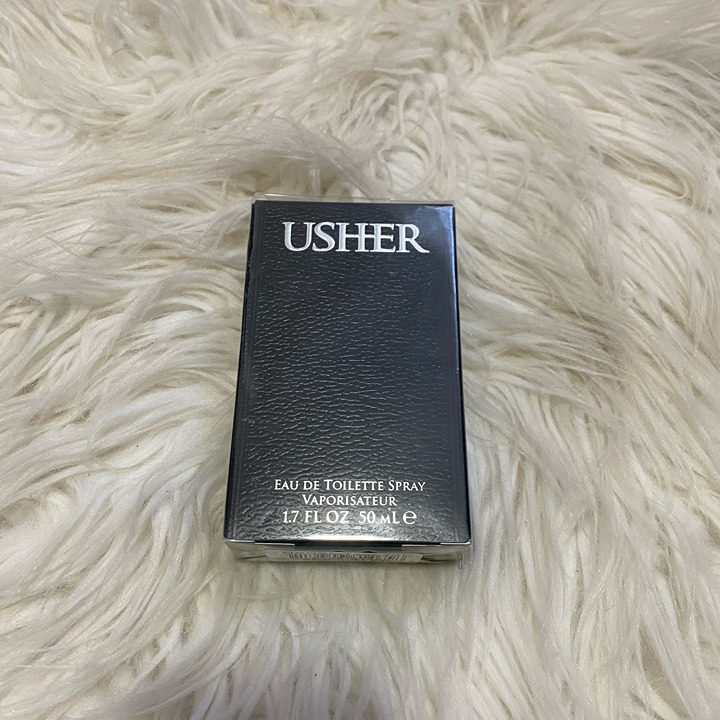 USHER
EAU DE TOILETTE SPRAY
VAPORISATEUR
1.7 FL OZ 50 ML ℮